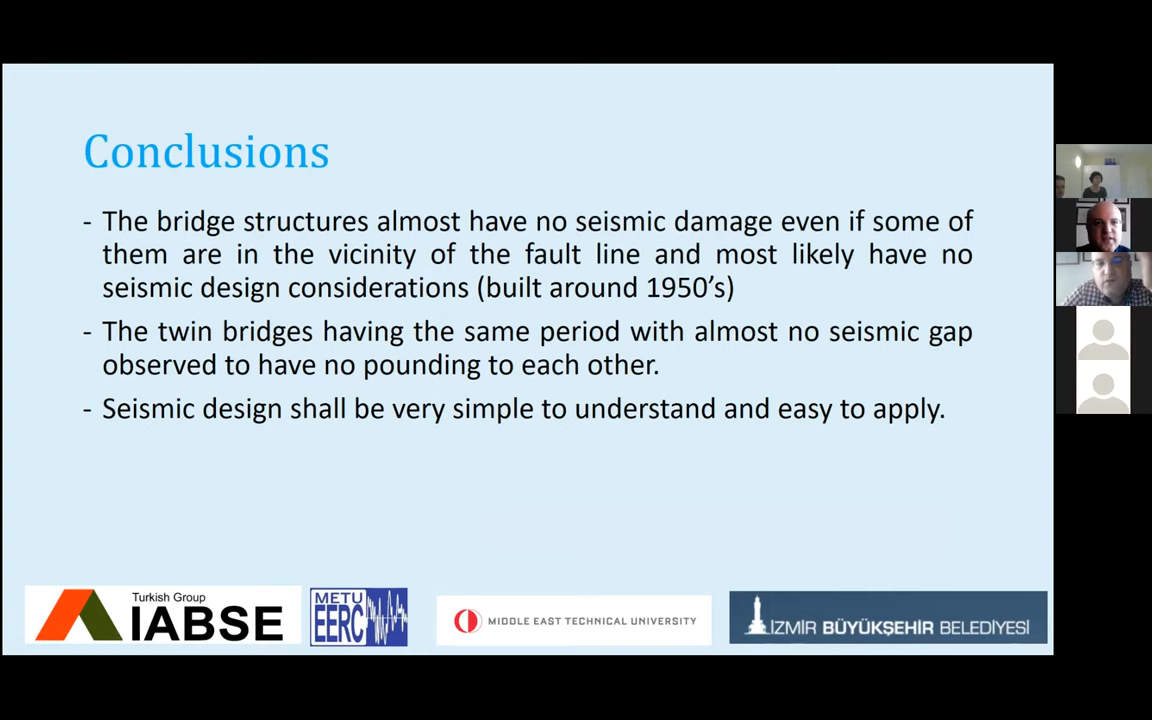 Conclusions
- The bridge structures almost have no seismic damage even if some of
them are in the vicinity of the fault line and most likely have no
seismic design considerations (built around 1950’s)
- The twin bridges having the same period with almost no seismic gap
observed to have no pounding to each other.
- Seismic design shall be very simple to understand and easy to apply.
Turkish Group
IABSE
METU
EERC
MIDDLE EAST TECHNICAL UNIVERSITY
İZMİR BÜYÜKŞEHİR BELEDİYESİ